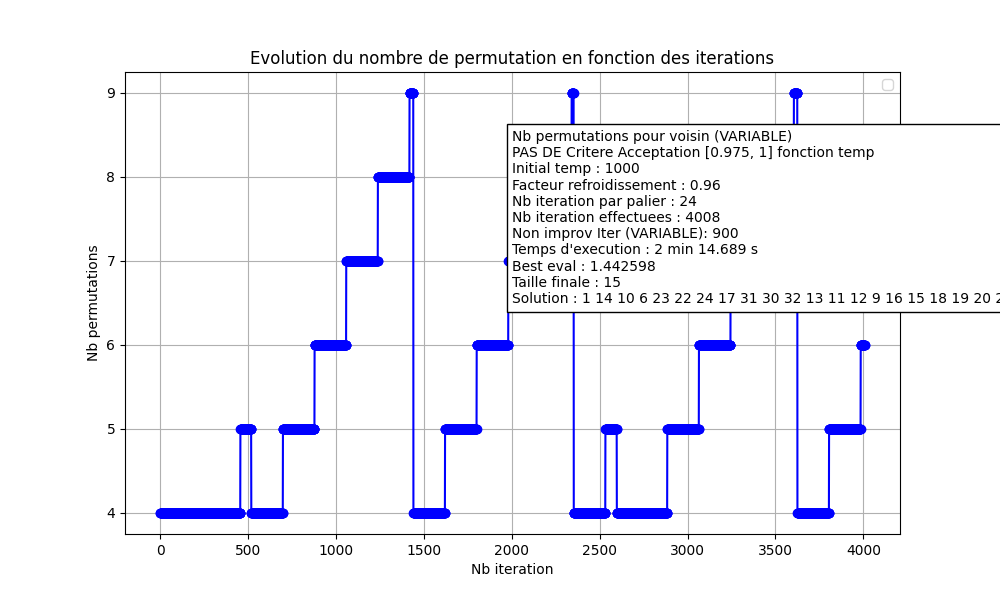 Evolution du nombre de permutation en fonction des iterations
Nb permutations
9
8
7
6
5
4
Nb permutations pour voisin (VARIABLE)
PAS DE Critere Acceptation [0.975, 1] fonction temp
Initial temp : 1000
Facteur refroidissement : 0.96
Nb iteration par palier : 24
Nb iteration effectuees : 4008
Non improv Iter (VARIABLE): 900
Temps d'execution : 2 min 14.689 s
Best eval : 1.442598
Taille finale : 15
Solution : 1 14 10 6 23 22 24 17 31 30 32 13 11 12 9 16 15 18 19 20 2
0 500 1000 1500 2000 2500 3000 3500 4000
Nb iteration